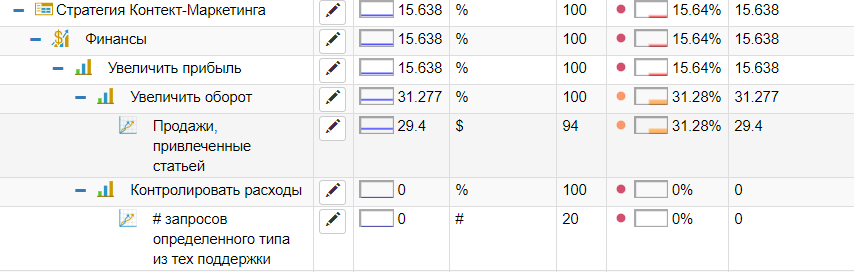 Стратегия Контект-Маркетинга 15.638 % 100 15.64% 15.638
Финансы 15.638 % 100 15.64% 15.638
Увеличить прибыль 15.638 % 100 15.64% 15.638
Увеличить оборот 31.277 % 100 31.28% 31.277
Продажи, 29.4 $ 94 31.28% 29.4
привлеченные
статьей
Контролировать расходы 0 % 100 0% 0
# запросов 0 # 20 0% 0
определенного типа
из тех поддержки